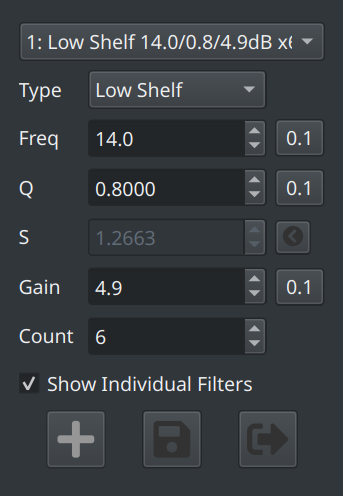 1: Low Shelf 14.0/0.8/4.9dB x6
Type Low Shelf
Freq 14.0 0.1
Q 0.8000 0.1
S 1.2663
Gain 4.9 0.1
Count 6
Show Individual Filters